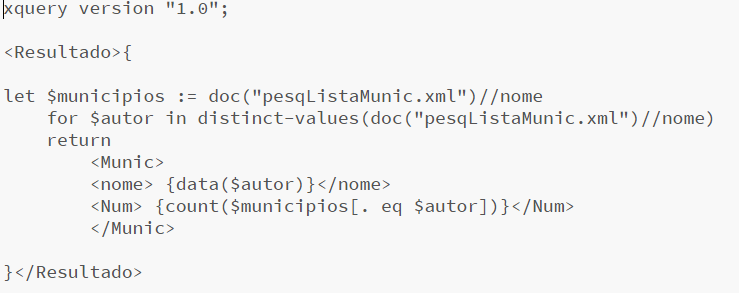 xquery version "1.0";
<Resultado>{
let $municipios := doc("pesqListaMunic.xml")//nome
for $autor in distinct-values(doc("pesqListaMunic.xml")//nome)
return
<Munic>
<nome> {data($autor)}</nome>
<Num> {count($municipios[. eq $autor])}</Num>
</Munic>
}</Resultado>